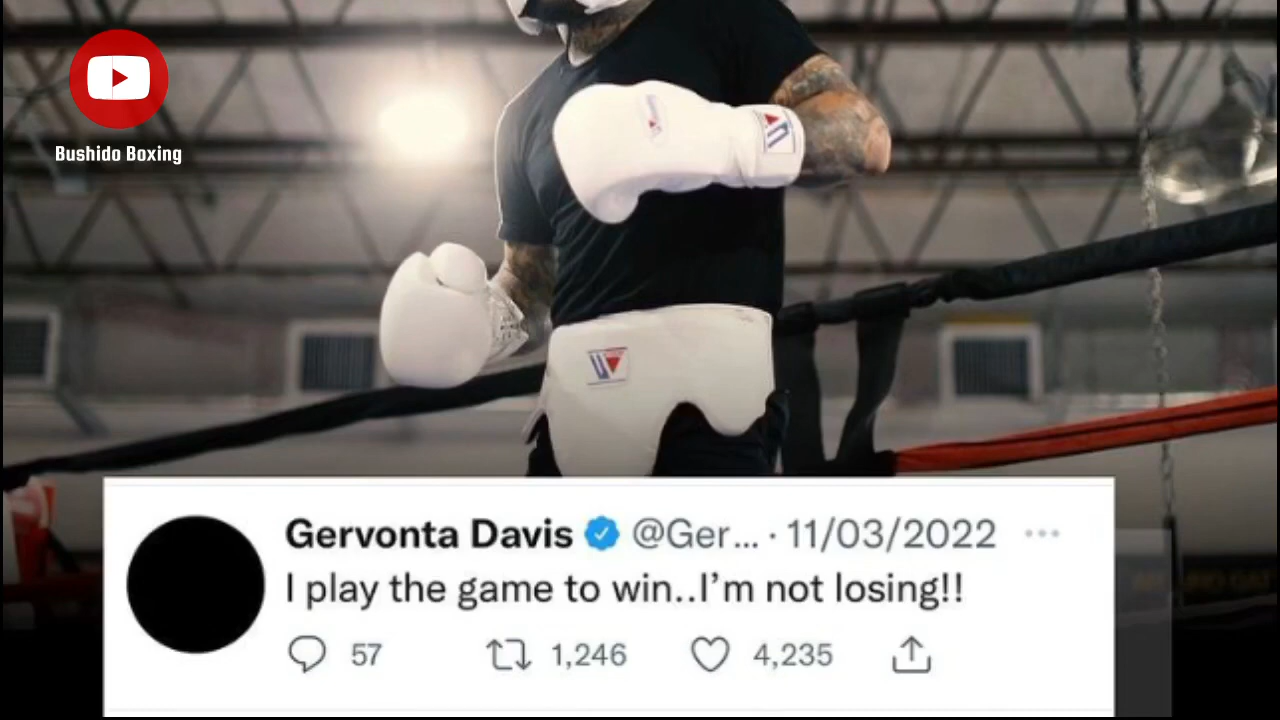 Bushido Boxing
Gervonta Davis @Ger... · 11/03/2022
I play the game to win..I'm not losing!!
57 1,246 4,235